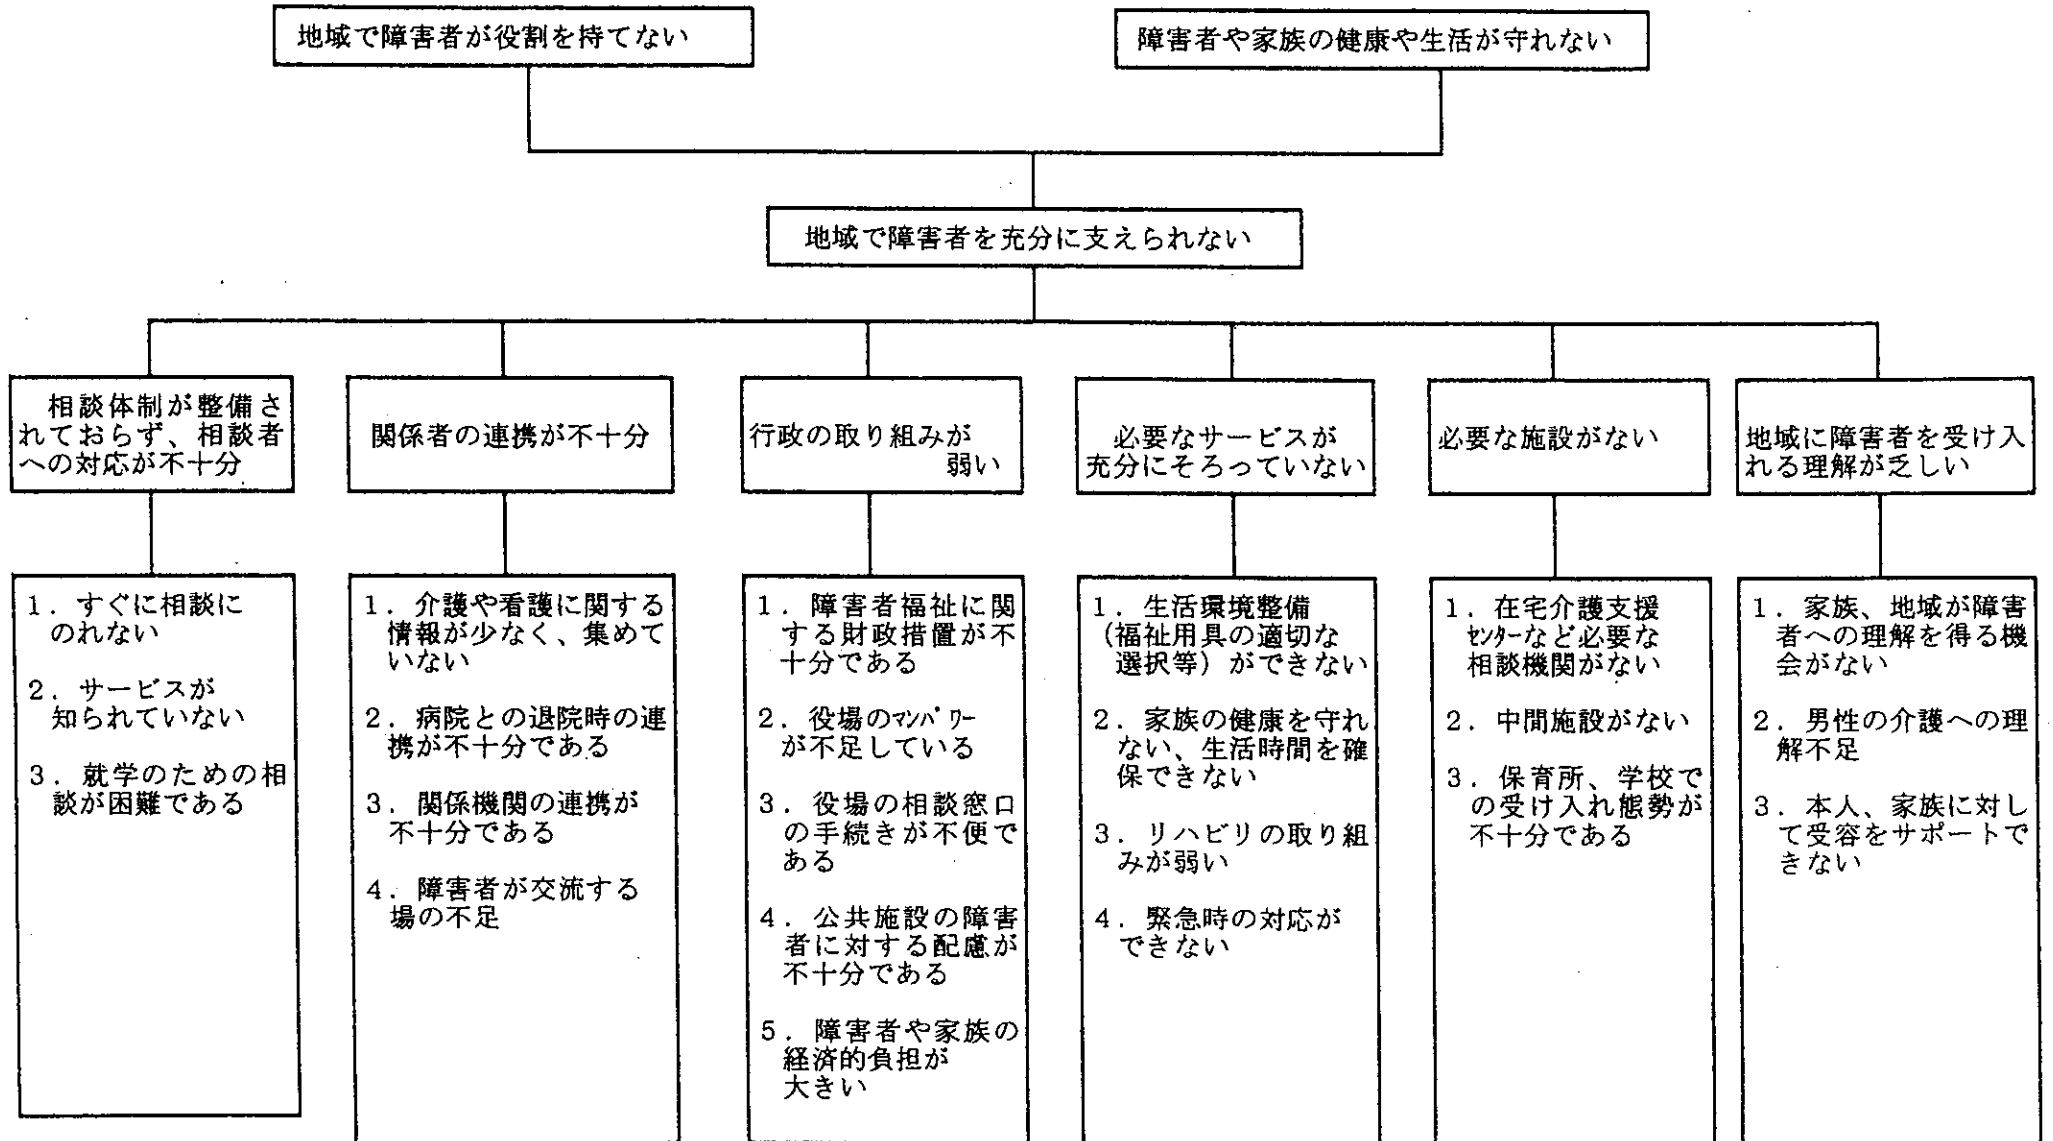 地域で障害者が役割を持てない
障害者や家族の健康や生活が守れない
地域で障害者を充分に支えられない
相談体制が整備さ
れておらず、相談者
への対応が不十分
関係者の連携が不十分
行政の取り組みが
弱い
必要なサービスが
充分にそろっていない
必要な施設がない
地域に障害者を受け入
れる理解が乏しい
1．すぐに相談に
のれない
2．サービスが
知られていない
3．就学のための相
談が困難である
1．介護や看護に関する
情報が少なく、集めて
いない
2．病院との退院時の連
携が不十分である
3．関係機関の連携が
不十分である
4．障害者が交流する
場の不足
1．障害者福祉に関
する財政措置が不
十分である
2．役場のﾏﾝﾊﾟﾜｰ
が不足している
3．役場の相談窓口
の手続きが不便で
ある
4．公共施設の障害
者に対する配慮が
不十分である
5．障害者や家族の
経済的負担が
大きい
1．生活環境整備
（福祉用具の適切な
選択等）ができない
2．家族の健康を守れ
ない、生活時間を確
保できない
3．リハビリの取り組
みが弱い
4．緊急時の対応が
できない
1．在宅介護支援
ｾﾝﾀｰなど必要な
相談機関がない
2．中間施設がない
3．保育所、学校で
の受け入れ態勢が
不十分である
1．家族、地域が障害
者への理解を得る機
会がない
2．男性の介護への理
解不足
3．本人、家族に対し
て受容をサポートで
きない